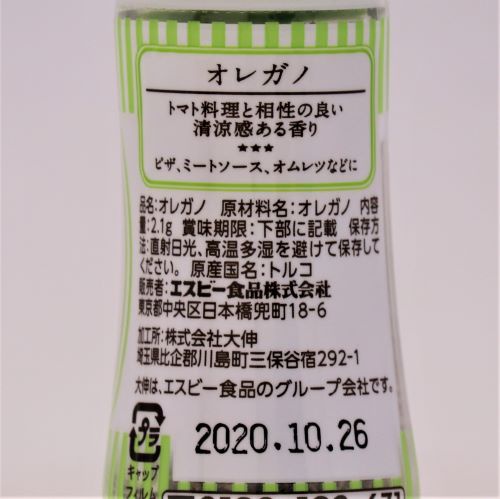 オレガノ
トマト料理と相性の良い
清涼感ある香り
★★★
ピザ、ミートソース、オムレツなどに
品名:オレガノ 原材料名:オレガノ 内容
量:2.1g 賞味期限:下部に記載 保存方
法:直射日光、高温多湿を避けて保存して
ください。原産国名:トルコ
販売者:エスビー食品株式会社
東京都中央区日本橋兜町18-6
加工所:株式会社大伸
埼玉県比企郡川島町三保谷宿292-1
大伸は、エスビー食品のグループ会社です。
プラ
キャップ
フィルム
2020.10.26